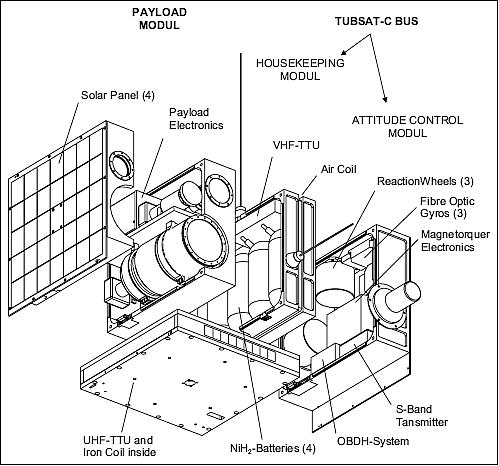 PAYLOAD
MODUL
TUBSAT-C BUS
HOUSEKEEPING
MODUL
Solar Panel (4)
Payload
Electronics
ATTITUDE CONTROL
MODUL
VHF-TTU
Air Coil
ReactionWheels (3)
Fibre Optic
Gyros (3)
Magnetorquer
Electronics
S-Band
Tansmitter
UHF-TTU and
Iron Coil inside
NiH2-Batteries (4)
OBDH-System